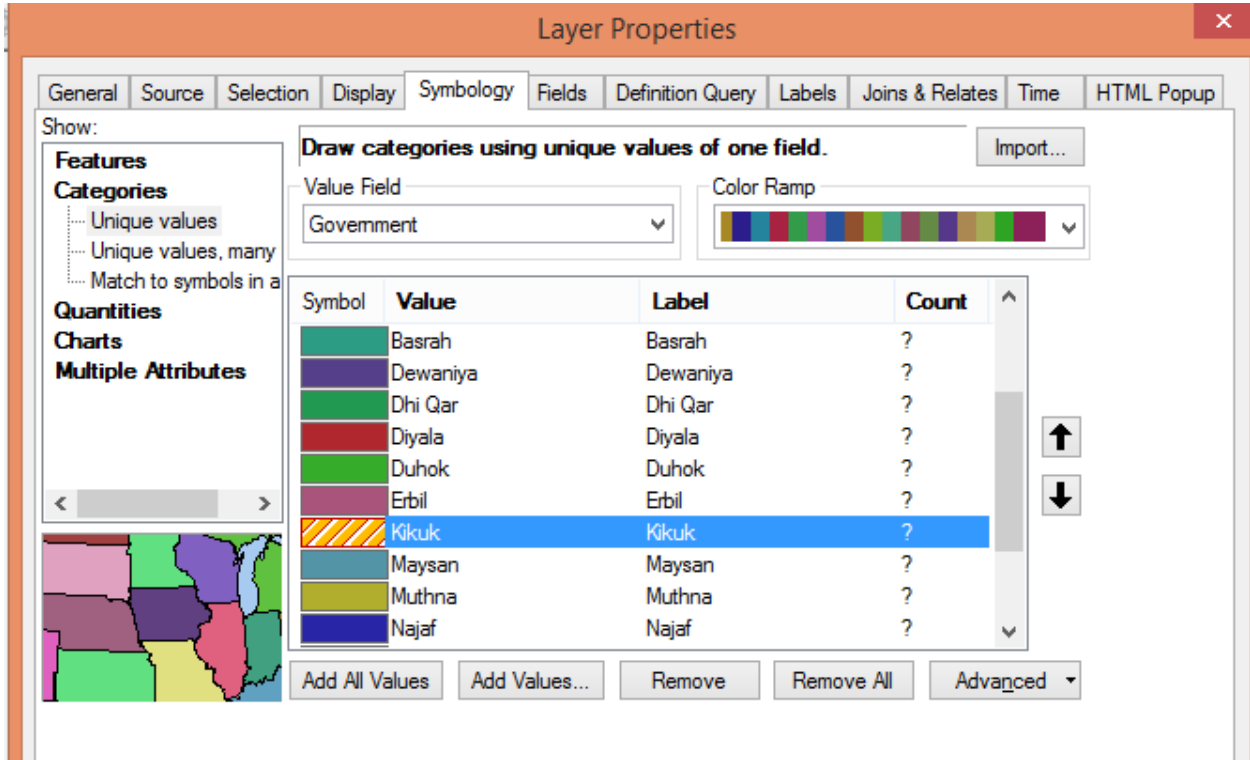 Layer Properties
General Source Selection Display Symbology Fields Definition Query Labels Joins & Relates Time HTML Popup
Show:
Features
Categories
Unique values
Unique values, many
Match to symbols in a
Quantities
Charts
Multiple Attributes
Draw categories using unique values of one field.
Import...
Value Field
Government
Color Ramp
Symbol Value Label Count
Basrah Basrah ?
Dewaniya Dewaniya ?
Dhi Qar Dhi Qar ?
Diyala Diyala ?
Duhok Duhok ?
Erbil Erbil ?
Kikuk Kikuk ?
Maysan Maysan ?
Muthna Muthna ?
Najaf Najaf ?
Add All Values Add Values... Remove Remove All Advanced